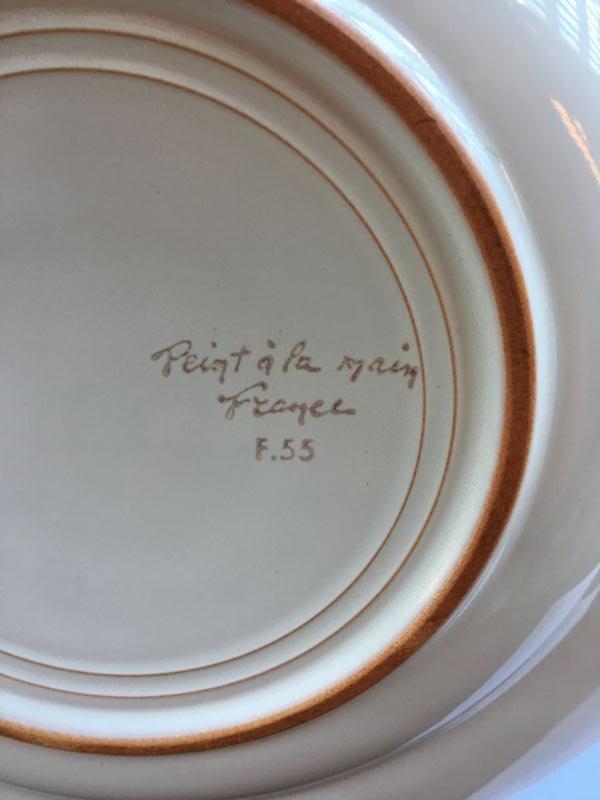 Peint à la main
France
F.55